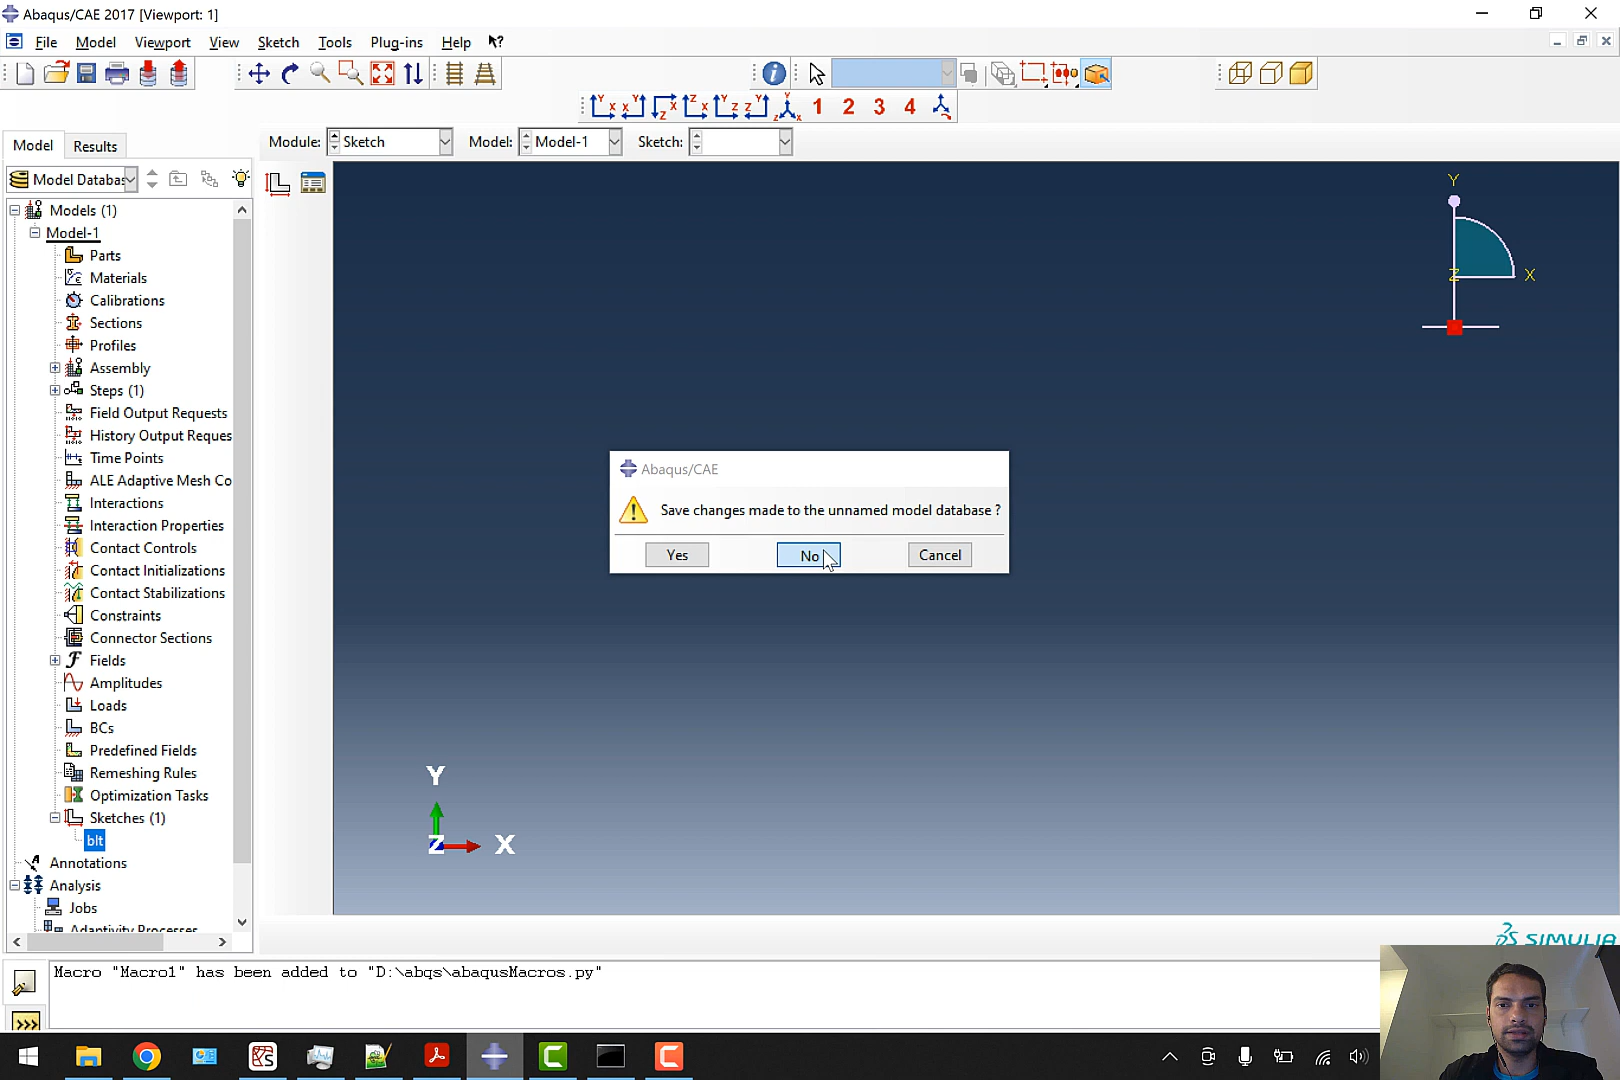 Abaqus/CAE 2017 [Viewport: 1]
File Model Viewport View Sketch Tools Plug-ins Help
1 2 3 4
Model Results
Module: Sketch Model: Model-1 Sketch:
Model Databas
Models (1)
Model-1
Parts
Materials
Calibrations
Sections
Profiles
Assembly
Steps (1)
Field Output Requests
History Output Reques
Time Points
ALE Adaptive Mesh Co
Interactions
Interaction Properties
Contact Controls
Contact Initializations
Contact Stabilizations
Constraints
Connector Sections
Fields
Amplitudes
Loads
BCs
Predefined Fields
Remeshing Rules
Optimization Tasks
Sketches (1)
blt
Annotations
Analysis
Jobs
Adaptivity Processes
Y
Z X
Abaqus/CAE
Save changes made to the unnamed model database ?
Yes No Cancel
Y
Z X
SIMULIA
Macro "Macro1" has been added to "D:\abqs\abaqusMacros.py"